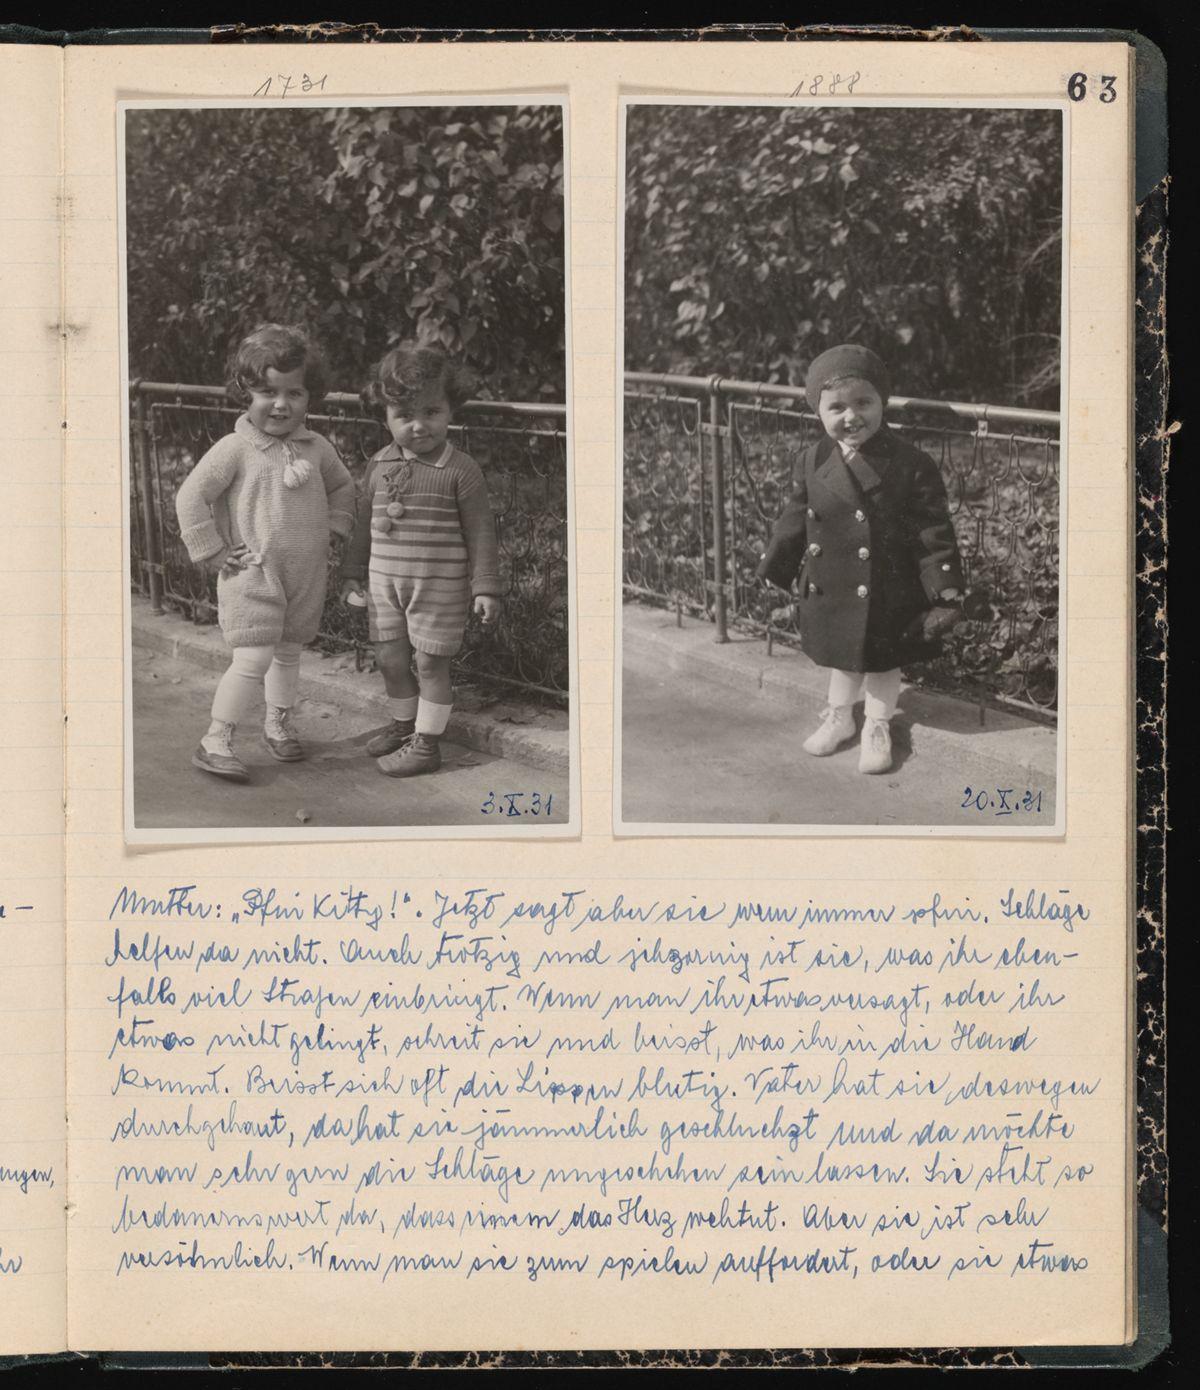 1731
1888
63
3.X.31
20.X.31
Mutter: „Pfui Kitty!“. Jetzt sagt aber sie wem immer pfui. Schläge
helfen da nicht. Auch trotzig und jehzornig ist sie, was ihr eben-
falls viel Strafen einbringt. Wenn man ihr etwas versagt, oder ihr
etwas nicht gelingt, schreit sie und beisst, was ihr in die Hand
kommt. Beisst sich oft die Lippen blutig. Vater hat sie deswegen
durchgehaut, da hat sie jämmerlich geschluchzt und da möchte
man sehr gern die Schläge ungeschehen sein lassen. Sie steht so
bedauernswert da, dass einem das Herz wehtut. Aber sie ist sehr
versöhnlich. Wenn man sie zum spielen auffordert, oder sie etwas
ungen,